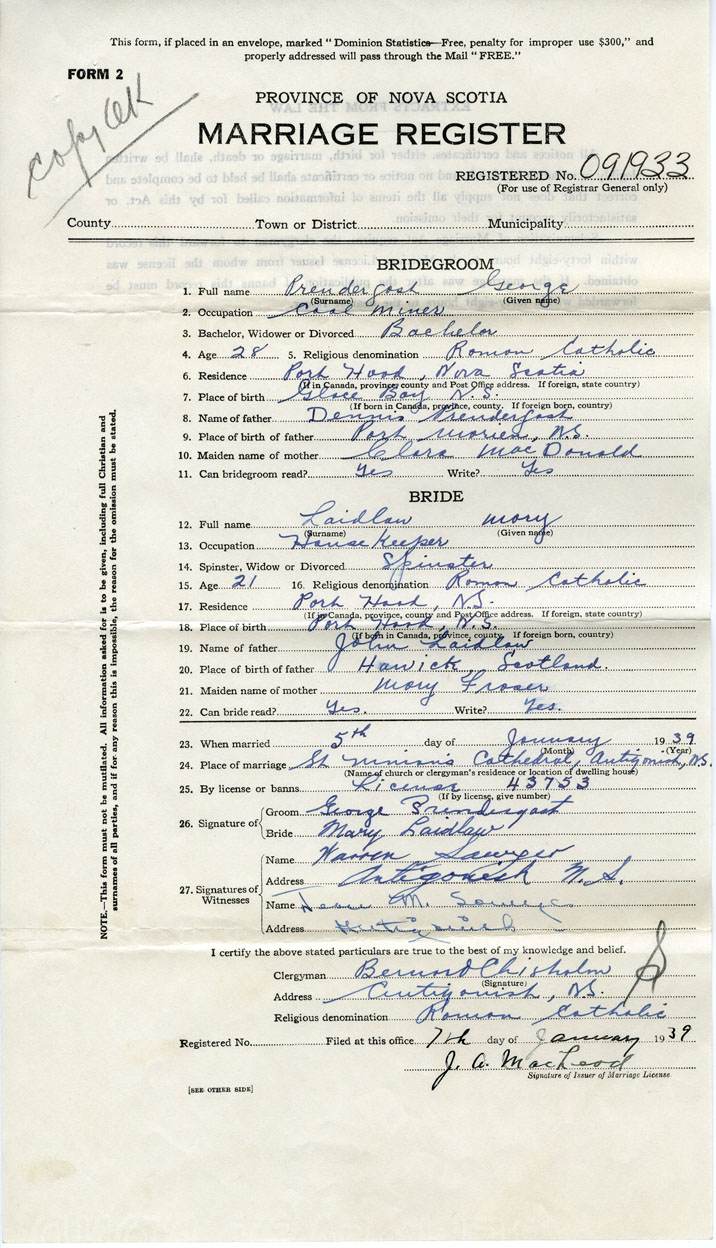 This form, if placed in an envelope, marked "Dominion Statistics—Free, penalty for improper use $300," and
properly addressed will pass through the Mail "FREE."
FORM 2
copy OK
PROVINCE OF NOVA SCOTIA
MARRIAGE REGISTER
REGISTERED No. 091933
(For use of Registrar General only)
County Town or District Municipality
BRIDEGROOM
1. Full name Prendergast George
(Surname) (Given name)
2. Occupation Coal Miner
3. Bachelor, Widower or Divorced Bachelor
4. Age 28 5. Religious denomination Roman Catholic
6. Residence Port Hood, Nova Scotia
(If in Canada, province, county and Post Office address. If foreign, state country)
7. Place of birth Glace Bay N.S.
(If born in Canada, province, county. If foreign born, country)
8. Name of father Dennis Prendergast
9. Place of birth of father Port Morien, N.S.
10. Maiden name of mother Clara MacDonald
11. Can bridegroom read? Yes Write? Yes
BRIDE
12. Full name Laidlaw Mary
(Surname) (Given name)
13. Occupation House Keeper
14. Spinster, Widow or Divorced Spinster
15. Age 21 16. Religious denomination Roman Catholic
17. Residence Port Hood, N.S.
(If in Canada, province, county, and Post Office address. If foreign, state country)
18. Place of birth Port Hood, N.S.
(If born in Canada, province, county. If foreign born, country)
19. Name of father John Laidlaw
20. Place of birth of father Hawick, Scotland.
21. Maiden name of mother Mary Fraser
22. Can bride read? Yes. Write? Yes.
23. When married 5th day of January 1939
(Month) (Year)
24. Place of marriage St Ninian's Cathedral, Antigonish, N.S.
(Name of church or clergyman's residence or location of dwelling house)
25. By license or banns License 43753
(If by license, give number)
26. Signature of
Groom George Prendergast
Bride Mary Laidlaw
27. Signatures of Witnesses
Name Warren Sawyer
Address Antigonish N.S.
Name M.
Address Antigonish
I certify the above stated particulars are true to the best of my knowledge and belief.
Clergyman Bernard Chisholm
(Signature)
Address Antigonish, N.S.
Religious denomination Roman Catholic
Registered No. Filed at this office 7th day of January 1939
J. A. MacLeod
Signature of Issuer of Marriage License
[SEE OTHER SIDE]
NOTE.—This form must not be mutilated. All information asked for is to be given, including full Christian and
surnames of all parties, and if for any reason this is impossible, the reason for the omission must be stated.